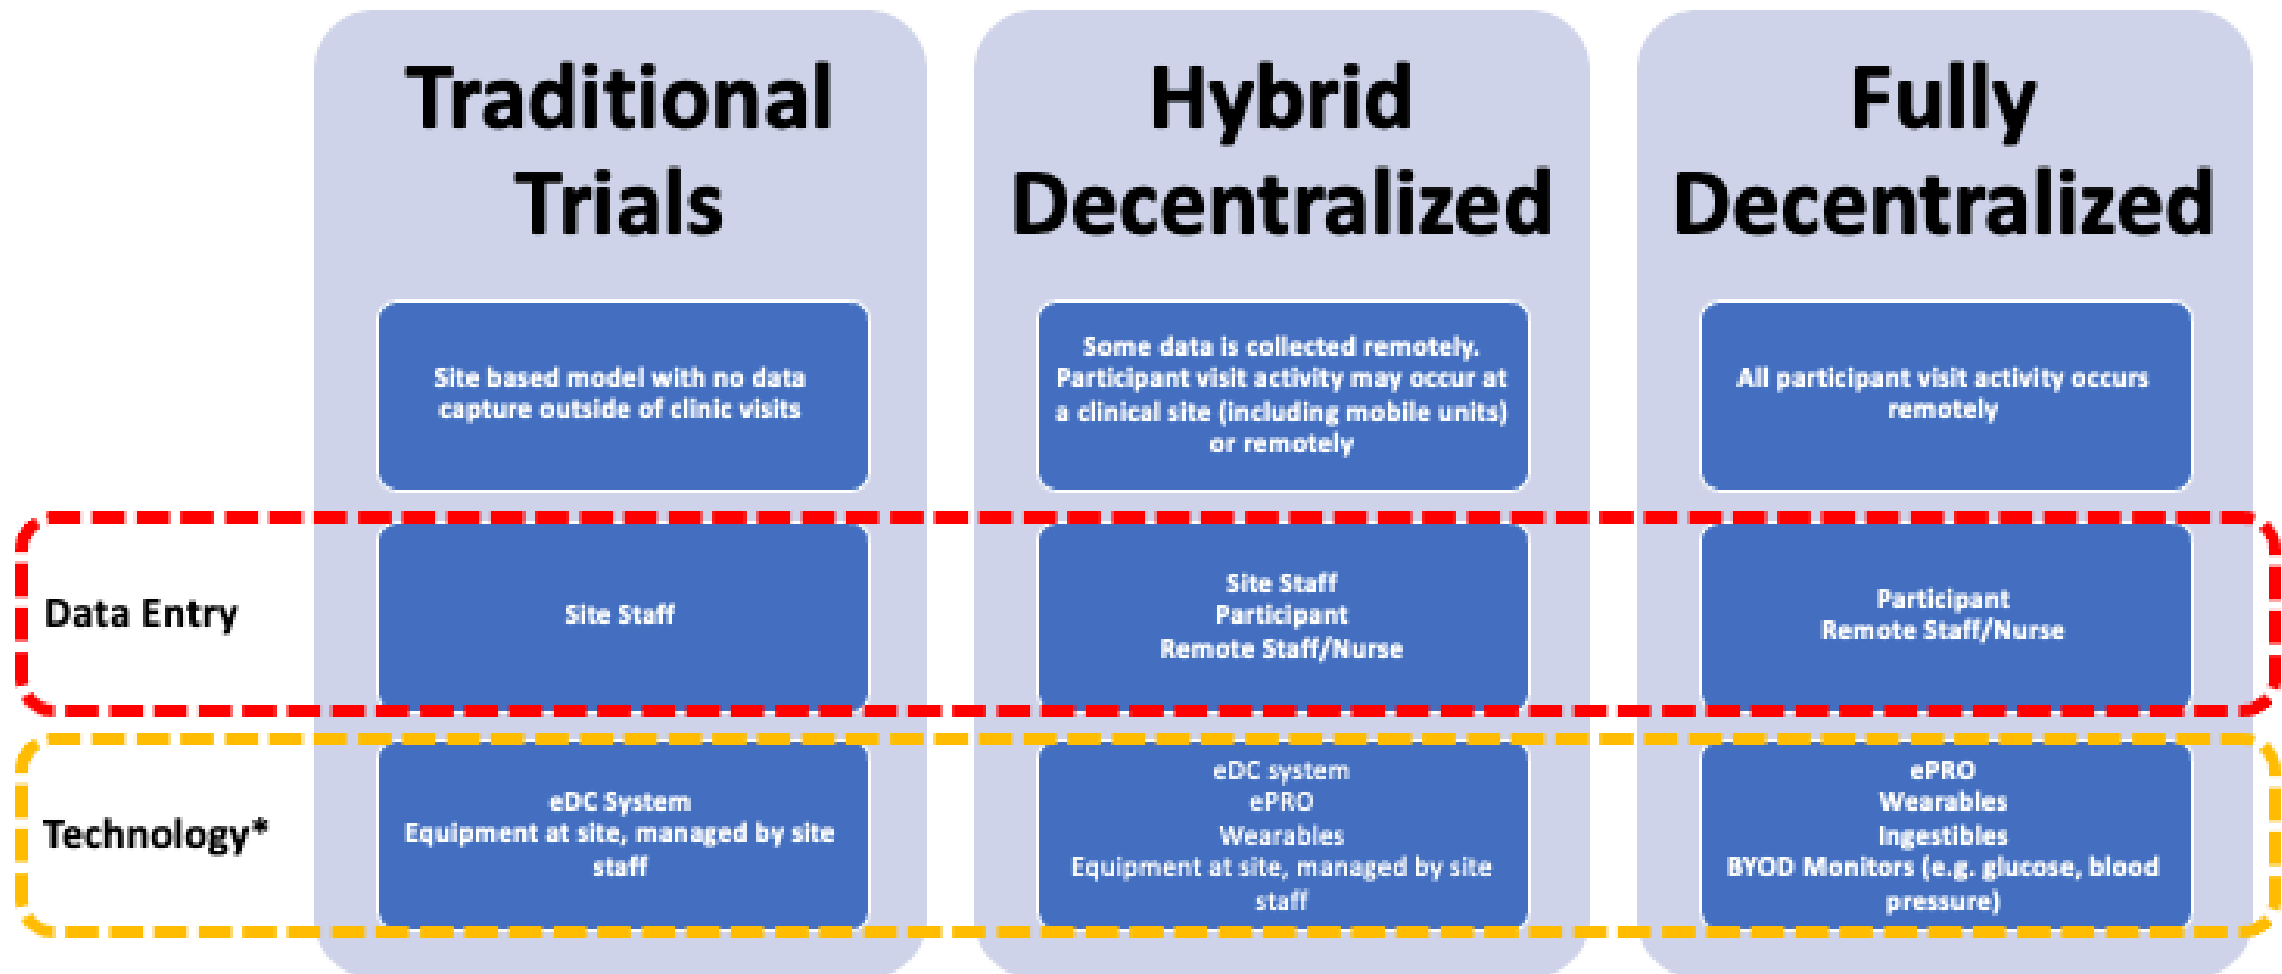 Traditional
Trials
Hybrid
Decentralized
Fully
Decentralized
Site based model with no data
capture outside of clinic visits
Some data is collected remotely.
Participant visit activity may occur at
a clinical site (including mobile units)
or remotely
All participant visit activity occurs
remotely
Data Entry
Site Staff
Site Staff
Participant
Remote Staff/Nurse
Participant
Remote Staff/Nurse
Technology*
eDC System
Equipment at site, managed by site
staff
eDC system
ePRO
Wearables
Equipment at site, managed by site
staff
ePRO
Wearables
Ingestibles
BYOD Monitors (e.g. glucose, blood
pressure)